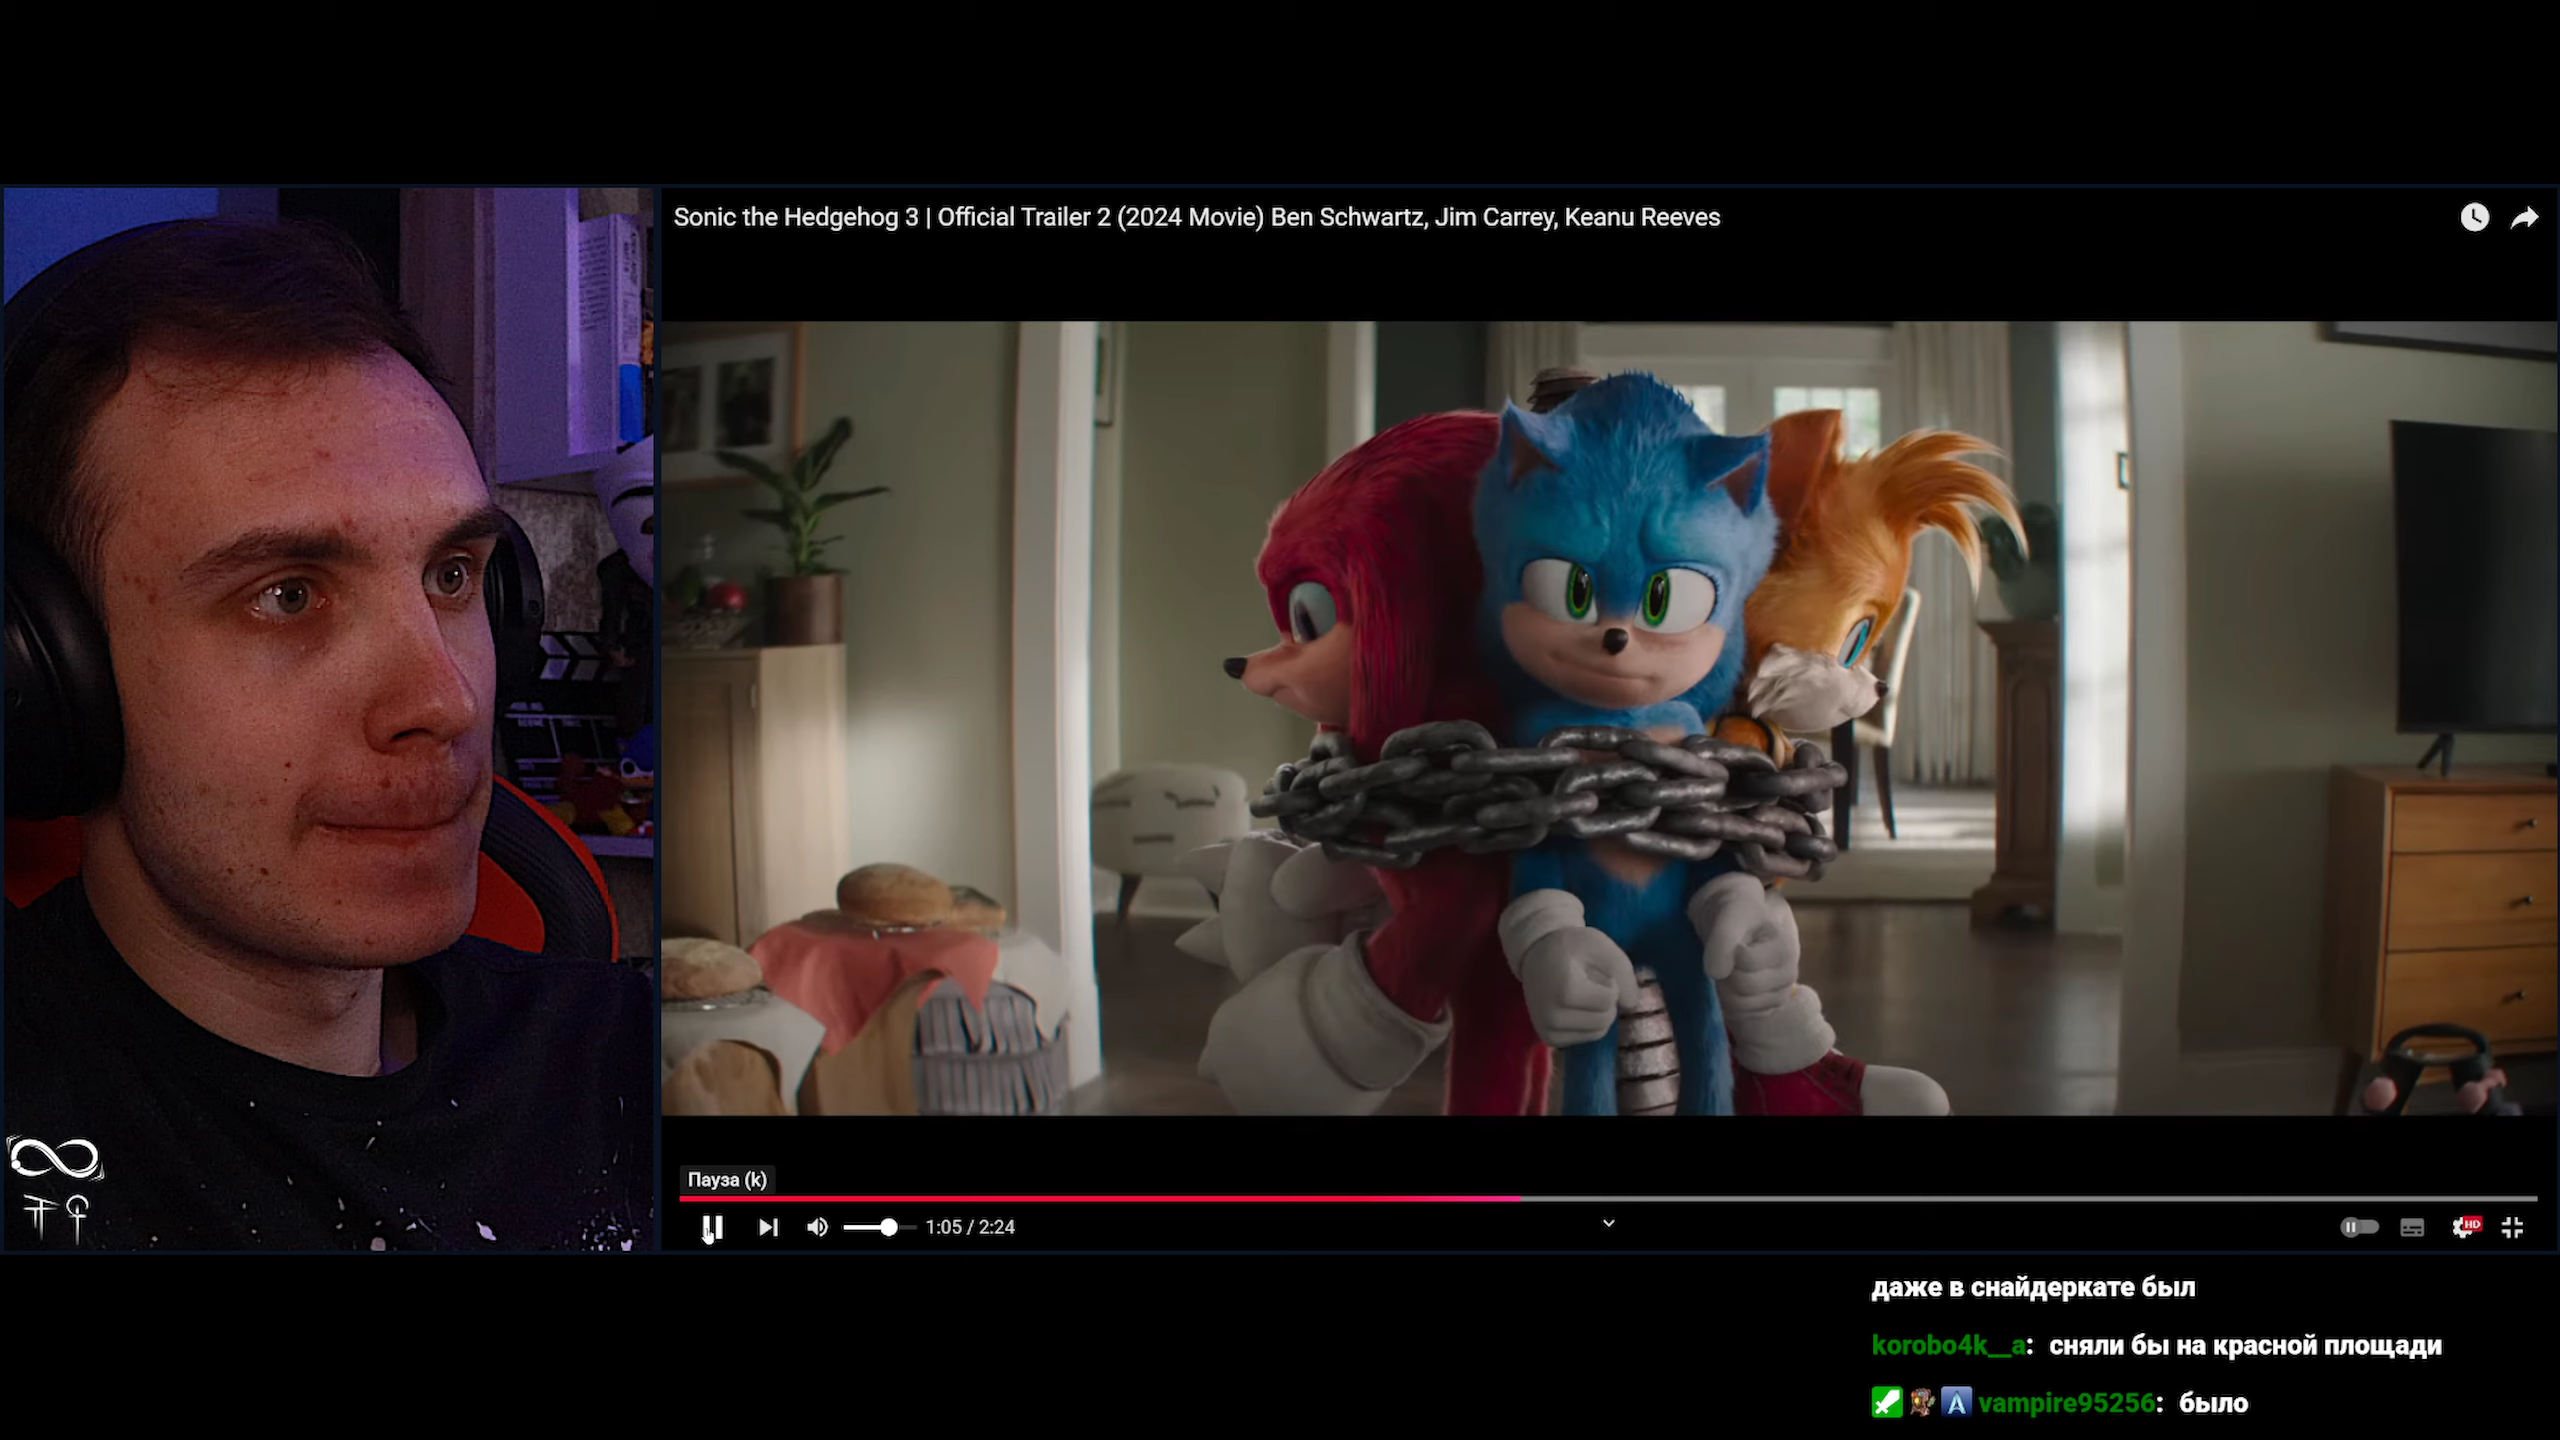 Sonic the Hedgehog 3 | Official Trailer 2 (2024 Movie) Ben Schwartz, Jim Carrey, Keanu Reeves
Пауза (k)
1:05 / 2:24
HD
даже в снайдеркате был
korobo4k__a: сняли бы на красной площади
vampire95256: было